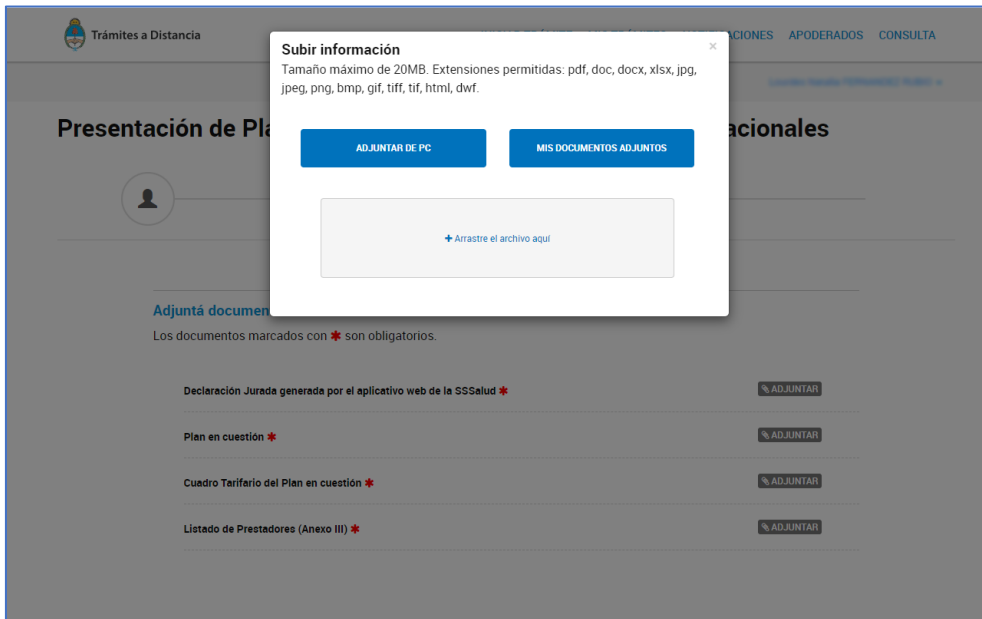 Trámites a Distancia
ACIONES APODERADOS CONSULTA
Subir información
×
Tamaño máximo de 20MB. Extensiones permitidas: pdf, doc, docx, xlsx, jpg,
jpeg, png, bmp, gif, tiff, tif, html, dwf.
Presentación de Pla
acionales
ADJUNTAR DE PC
MIS DOCUMENTOS ADJUNTOS
+ Arrastre el archivo aquí
Adjuntá documen
Los documentos marcados con ✱ son obligatorios.
Declaración Jurada generada por el aplicativo web de la SSSalud ✱
ADJUNTAR
Plan en cuestión ✱
ADJUNTAR
Cuadro Tarifario del Plan en cuestión ✱
ADJUNTAR
Listado de Prestadores (Anexo III) ✱
ADJUNTAR